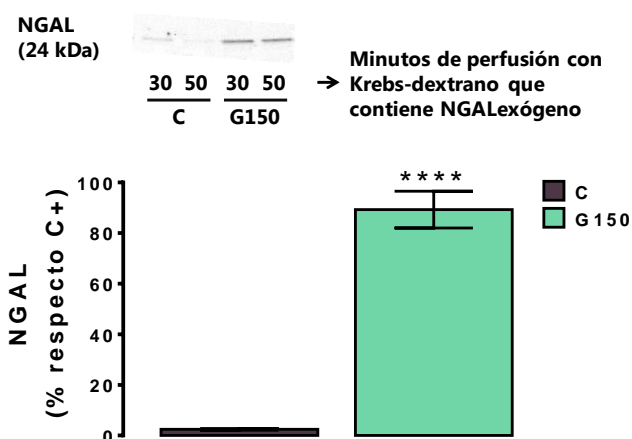 NGAL
(24 kDa)
30 50 30 50
C G150
→ Minutos de perfusión con
Krebs-dextrano que
contiene NGALexógeno
NGAL
(% respecto C+)
100
80
60
40
20
0
****
C
G 150